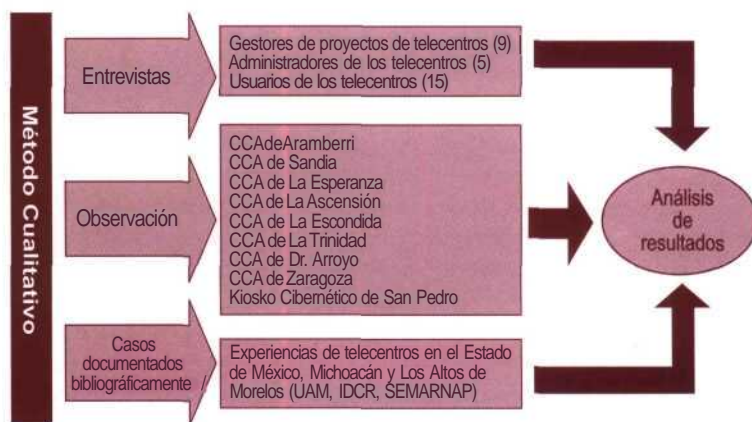 Método Cualitativo
Entrevistas
Gestores de proyectos de telecentros (9)
Administradores de los telecentros (5)
Usuarios de los telecentros (15)
Observación
CCAdeAramberri
CCA de Sandia
CCA de La Esperanza
CCA de La Ascensión
CCA de La Escondida
CCA de La Trinidad
CCA de Dr. Arroyo
CCA de Zaragoza
Kiosko Cibernético de San Pedro
Casos
documentados
bibliográficamente
Experiencias de telecentros en el Estado
de México, Michoacán y Los Altos de
Morelos (UAM, IDCR, SEMARNAP)
Análisis
de
resultados